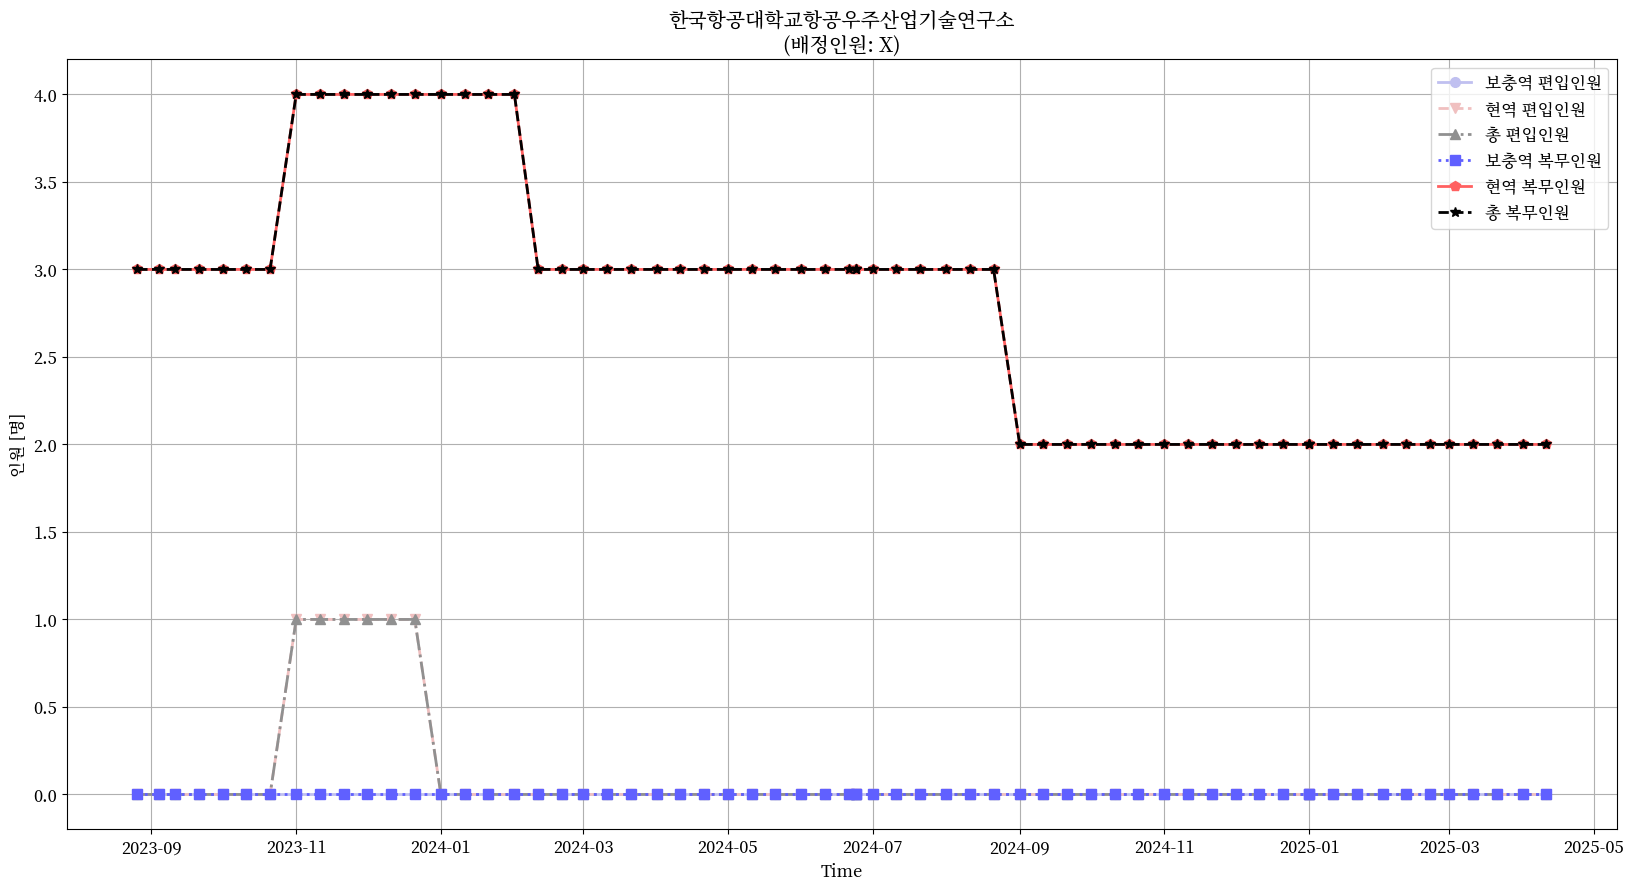 한국항공대학교항공우주산업기술연구소
(배정인원: X)
인원 [명]
4.0
3.5
3.0
2.5
2.0
1.5
1.0
0.5
0.0
보충역 편입인원
현역 편입인원
총 편입인원
보충역 복무인원
현역 복무인원
총 복무인원
2023-09 2023-11 2024-01 2024-03 2024-05 2024-07 2024-09 2024-11 2025-01 2025-03 2025-05
Time